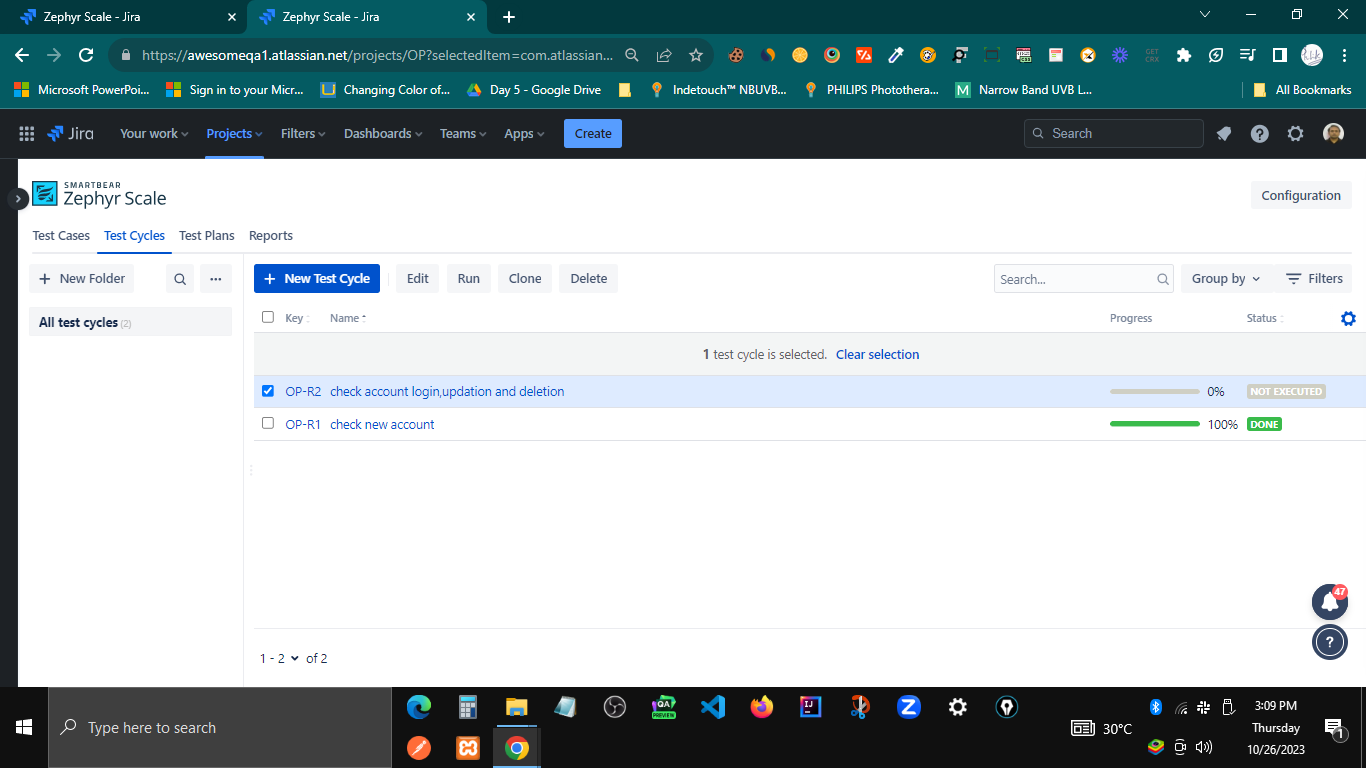 Zephyr Scale - Jira
Zephyr Scale - Jira
https://awesomeqa1.atlassian.net/projects/OP?selectedItem=com.atlassian...
GET CRX
Microsoft PowerPoi...
Sign in to your Micr...
Changing Color of...
Day 5 - Google Drive
Indetouch™ NBUVB...
PHILIPS Photothera...
Narrow Band UVB L...
All Bookmarks
Jira
Your work
Projects
Filters
Dashboards
Teams
Apps
Create
Search
SMARTBEAR
Zephyr Scale
Configuration
Test Cases
Test Cycles
Test Plans
Reports
New Folder
New Test Cycle
Edit
Run
Clone
Delete
Search...
Group by
Filters
All test cycles (2)
Key
Name
Progress
Status
1 test cycle is selected. Clear selection
OP-R2 check account login,updation and deletion 0% NOT EXECUTED
OP-R1 check new account 100% DONE
47
1 - 2 of 2
Type here to search
QA
PREVIEW
30°C
3:09 PM
Thursday
10/26/2023
1